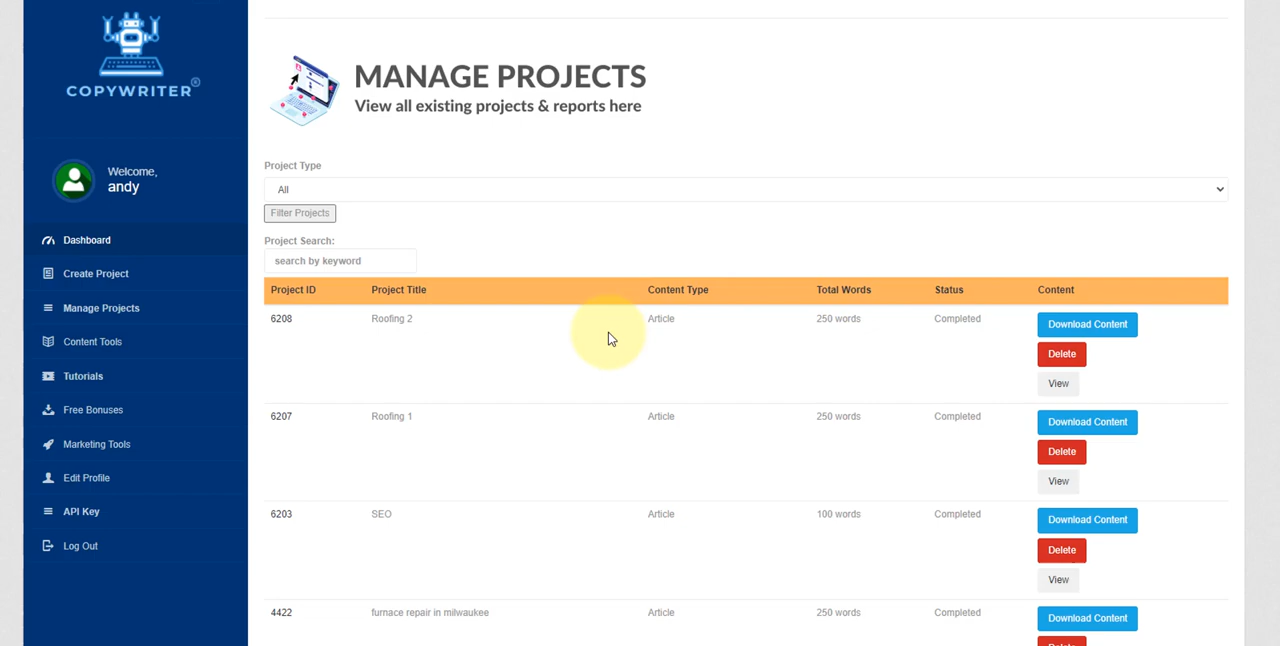 COPYWRITER
Welcome,
andy
Dashboard
Create Project
Manage Projects
Content Tools
Tutorials
Free Bonuses
Marketing Tools
Edit Profile
API Key
Log Out
MANAGE PROJECTS
View all existing projects & reports here
Project Type
All
Filter Projects
Project Search:
search by keyword
Project ID Project Title Content Type Total Words Status Content
6208 Roofing 2 Article 250 words Completed Download Content
Delete
View
6207 Roofing 1 Article 250 words Completed Download Content
Delete
View
6203 SEO Article 100 words Completed Download Content
Delete
View
4422 furnace repair in milwaukee Article 250 words Completed Download Content